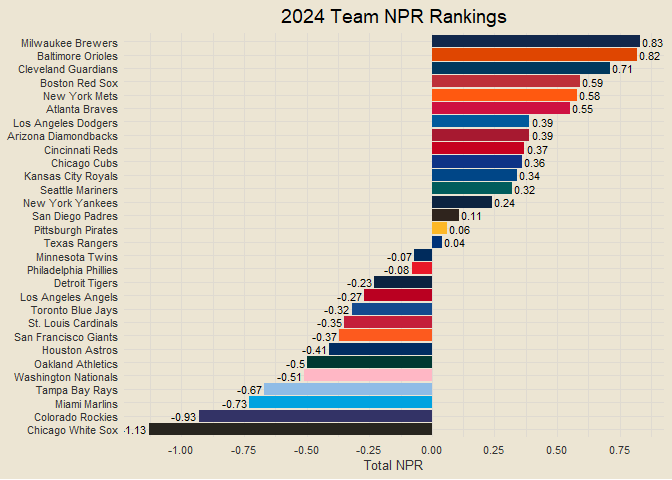 2024 Team NPR Rankings
Milwaukee Brewers 0.83
Baltimore Orioles 0.82
Cleveland Guardians 0.71
Boston Red Sox 0.59
New York Mets 0.58
Atlanta Braves 0.55
Los Angeles Dodgers 0.39
Arizona Diamondbacks 0.39
Cincinnati Reds 0.37
Chicago Cubs 0.36
Kansas City Royals 0.34
Seattle Mariners 0.32
New York Yankees 0.24
San Diego Padres 0.11
Pittsburgh Pirates 0.06
Texas Rangers 0.04
Minnesota Twins -0.07
Philadelphia Phillies -0.08
Detroit Tigers -0.23
Los Angeles Angels -0.27
Toronto Blue Jays -0.32
St. Louis Cardinals -0.35
San Francisco Giants -0.37
Houston Astros -0.41
Oakland Athletics -0.5
Washington Nationals -0.51
Tampa Bay Rays -0.67
Miami Marlins -0.73
Colorado Rockies -0.93
Chicago White Sox -1.13
-1.00 -0.75 -0.50 -0.25 0.00 0.25 0.50 0.75
Total NPR